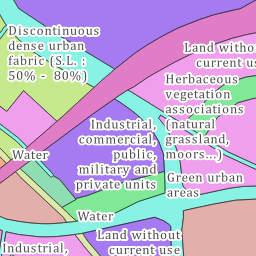 Discontinuous
dense urban
fabric (S.L. :
50% - 80%)
Land without
current us
Herbaceous
vegetation
associations
(natural
grassland,
moors...)
Industrial,
commercial,
public,
military and
private units
Water
Green urban
areas
Water
Land without
current use
Industrial,